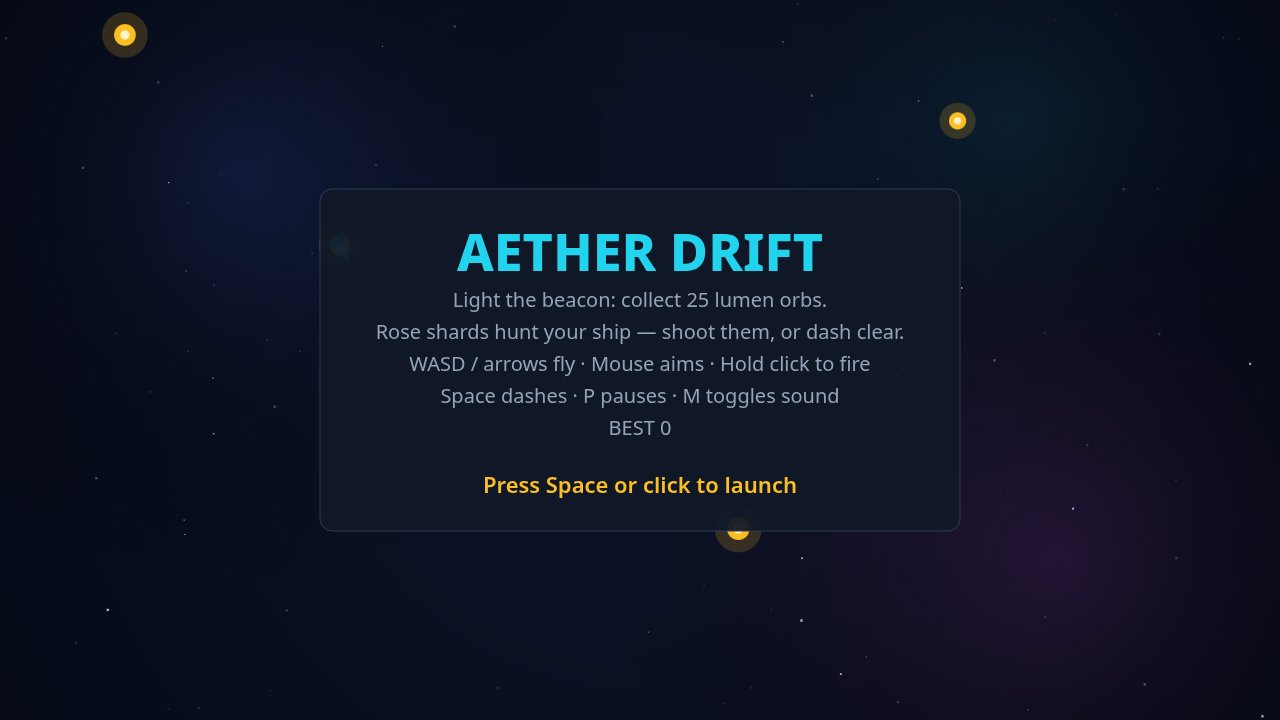 AETHER DRIFT
Light the beacon: collect 25 lumen orbs.
Rose shards hunt your ship — shoot them, or dash clear.
WASD / arrows fly · Mouse aims · Hold click to fire
Space dashes · P pauses · M toggles sound
BEST 0
Press Space or click to launch